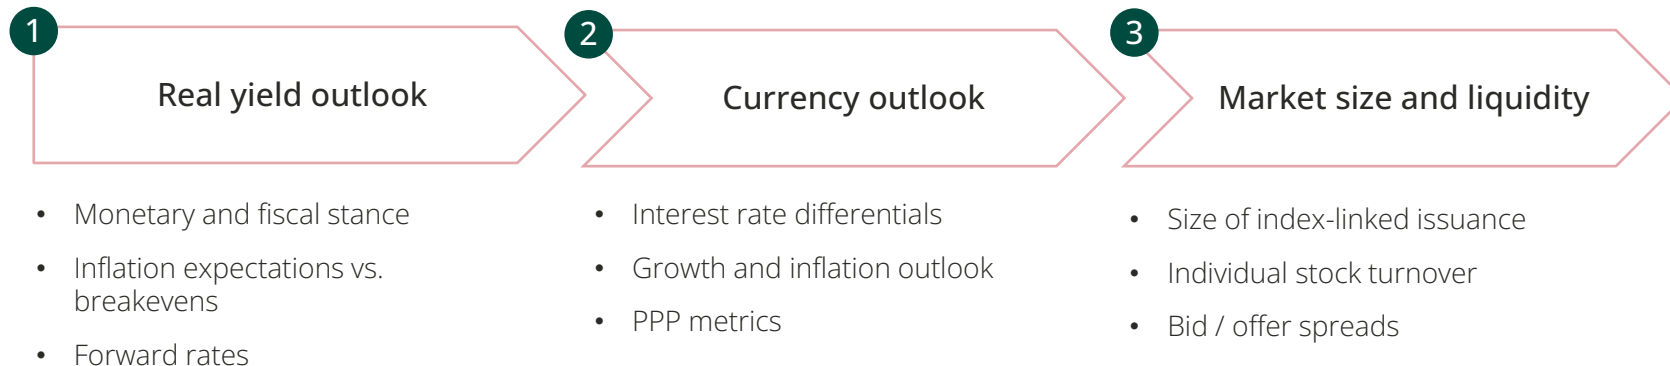 1
Real yield outlook
• Monetary and fiscal stance
• Inflation expectations vs.
breakevens
• Forward rates
2
Currency outlook
• Interest rate differentials
• Growth and inflation outlook
• PPP metrics
3
Market size and liquidity
• Size of index-linked issuance
• Individual stock turnover
• Bid / offer spreads